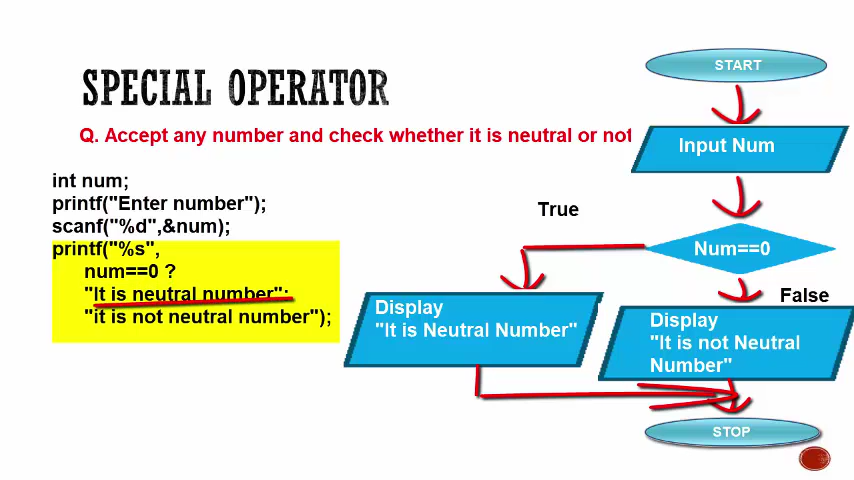 SPECIAL OPERATOR
Q. Accept any number and check whether it is neutral or not
int num;
printf("Enter number");
scanf("%d",&num);
printf("%s",
num==0 ?
"It is neutral number":
"it is not neutral number");
START
Input Num
Num==0
True
False
Display
"It is Neutral Number"
Display
"It is not Neutral
Number"
STOP